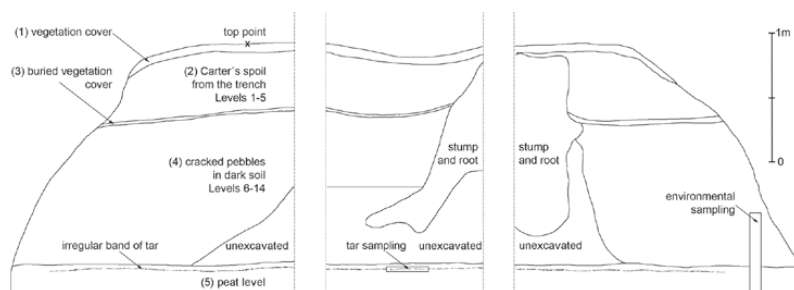 (1) vegetation cover
top point
x
1m
(3) buried vegetation
cover
(2) Carter´s spoil
from the trench
Levels 1-5
stump
and root
stump
and root
0
(4) cracked pebbles
in dark soil
Levels 6-14
environmental
sampling
irregular band of tar
unexcavated
tar sampling
unexcavated
unexcavated
(5) peat level